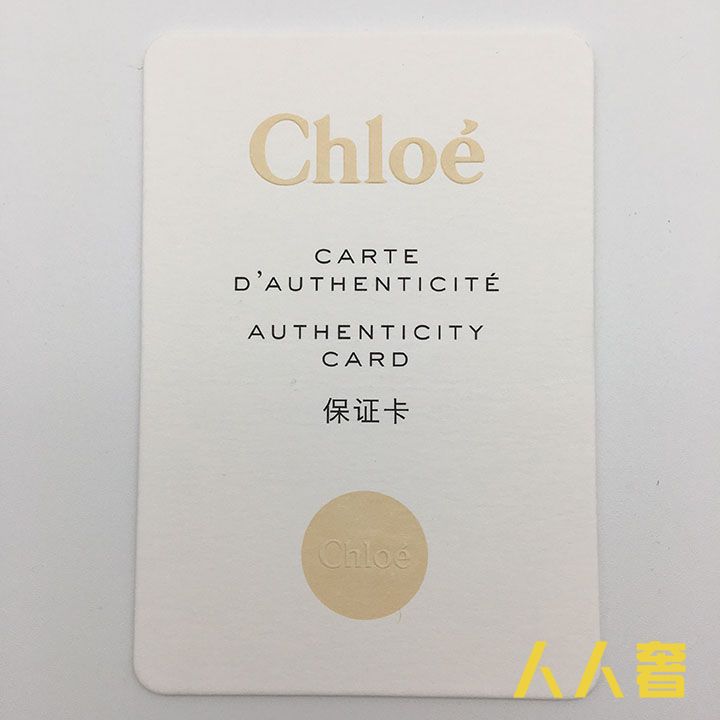 Chloé
CARTE
D'AUTHENTICITÉ
AUTHENTICITY
CARD
保证卡
Chloé
人人奢